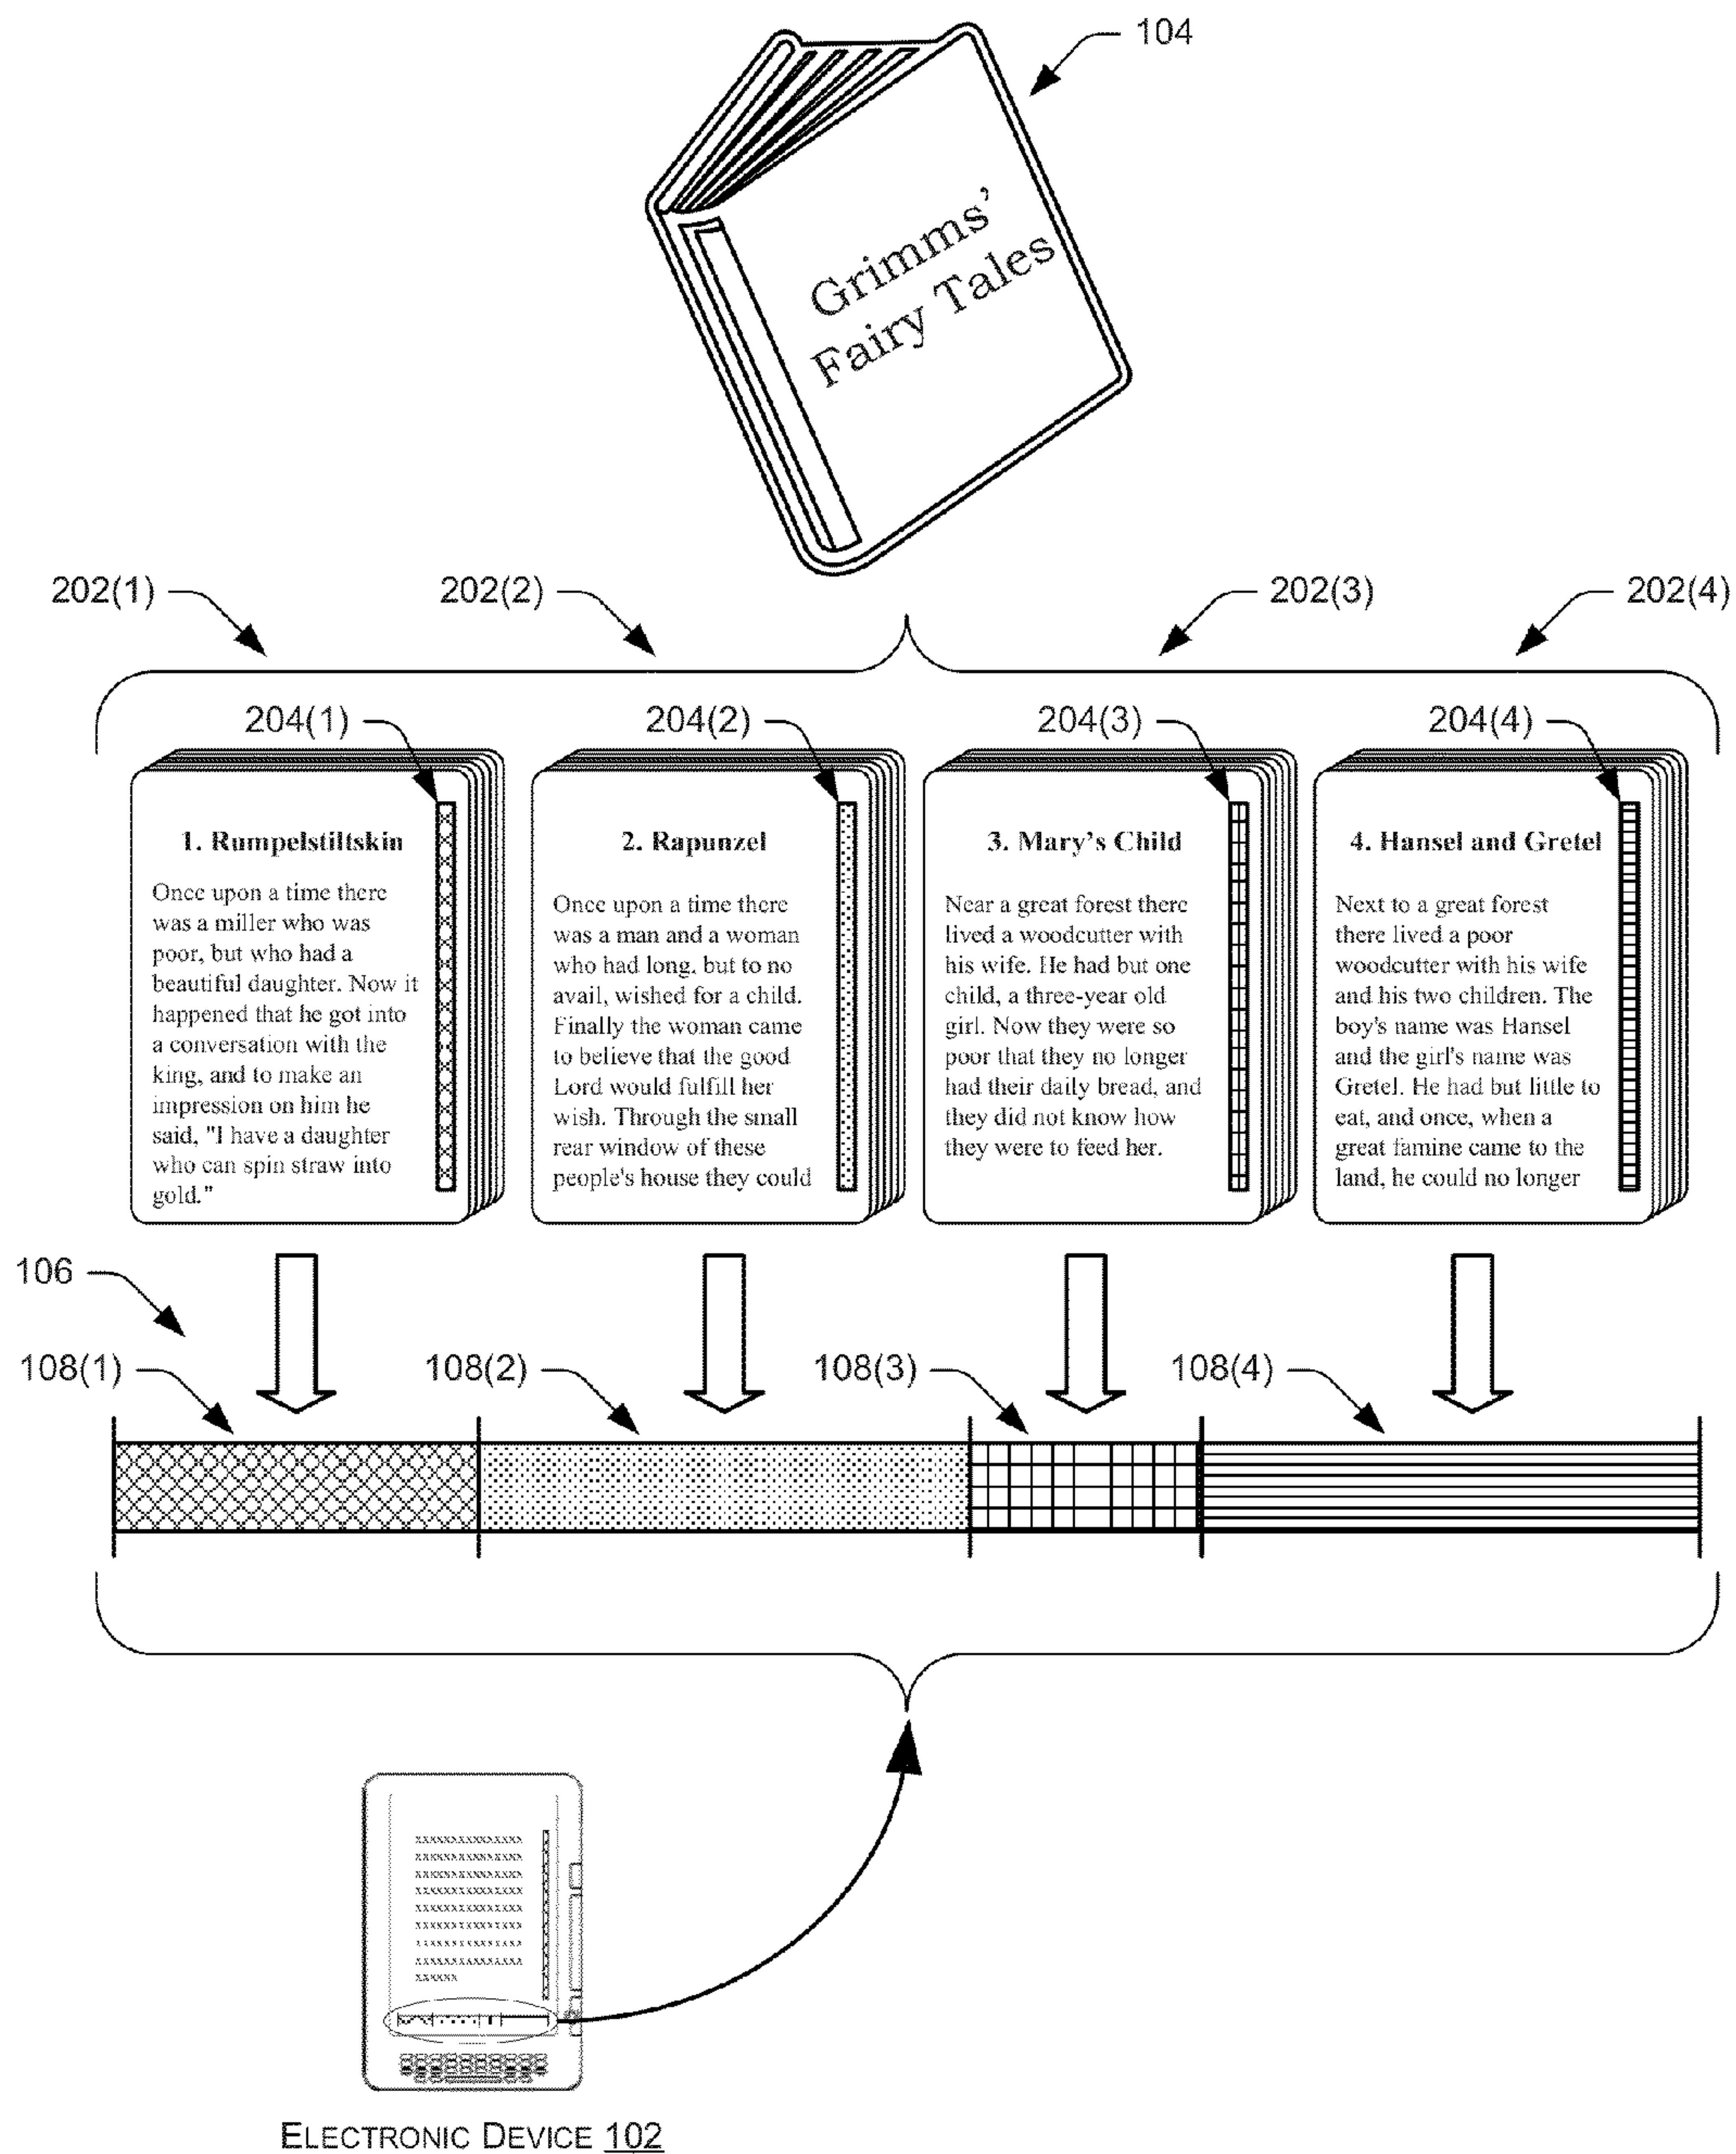 104
Grimms'
Fairy Tales
202(1)
202(2)
202(3)
202(4)
204(1)
204(2)
204(3)
204(4)
1. Rumpelstiltskin
Once upon a time there
was a miller who was
poor, but who had a
beautiful daughter. Now it
happened that he got into
a conversation with the
king, and to make an
impression on him he
said, "I have a daughter
who can spin straw into
gold."
2. Rapunzel
Once upon a time there
was a man and a woman
who had long, but to no
avail, wished for a child.
Finally the woman came
to believe that the good
Lord would fulfill her
wish. Through the small
rear window of these
people's house they could
3. Mary's Child
Near a great forest there
lived a woodcutter with
his wife. He had but one
child, a three-year old
girl. Now they were so
poor that they no longer
had their daily bread, and
they did not know how
they were to feed her.
4. Hansel and Gretel
Next to a great forest
there lived a poor
woodcutter with his wife
and his two children. The
boy's name was Hansel
and the girl's name was
Gretel. He had but little to
eat, and once, when a
great famine came to the
land, he could no longer
106
108(1)
108(2)
108(3)
108(4)
ELECTRONIC DEVICE 102